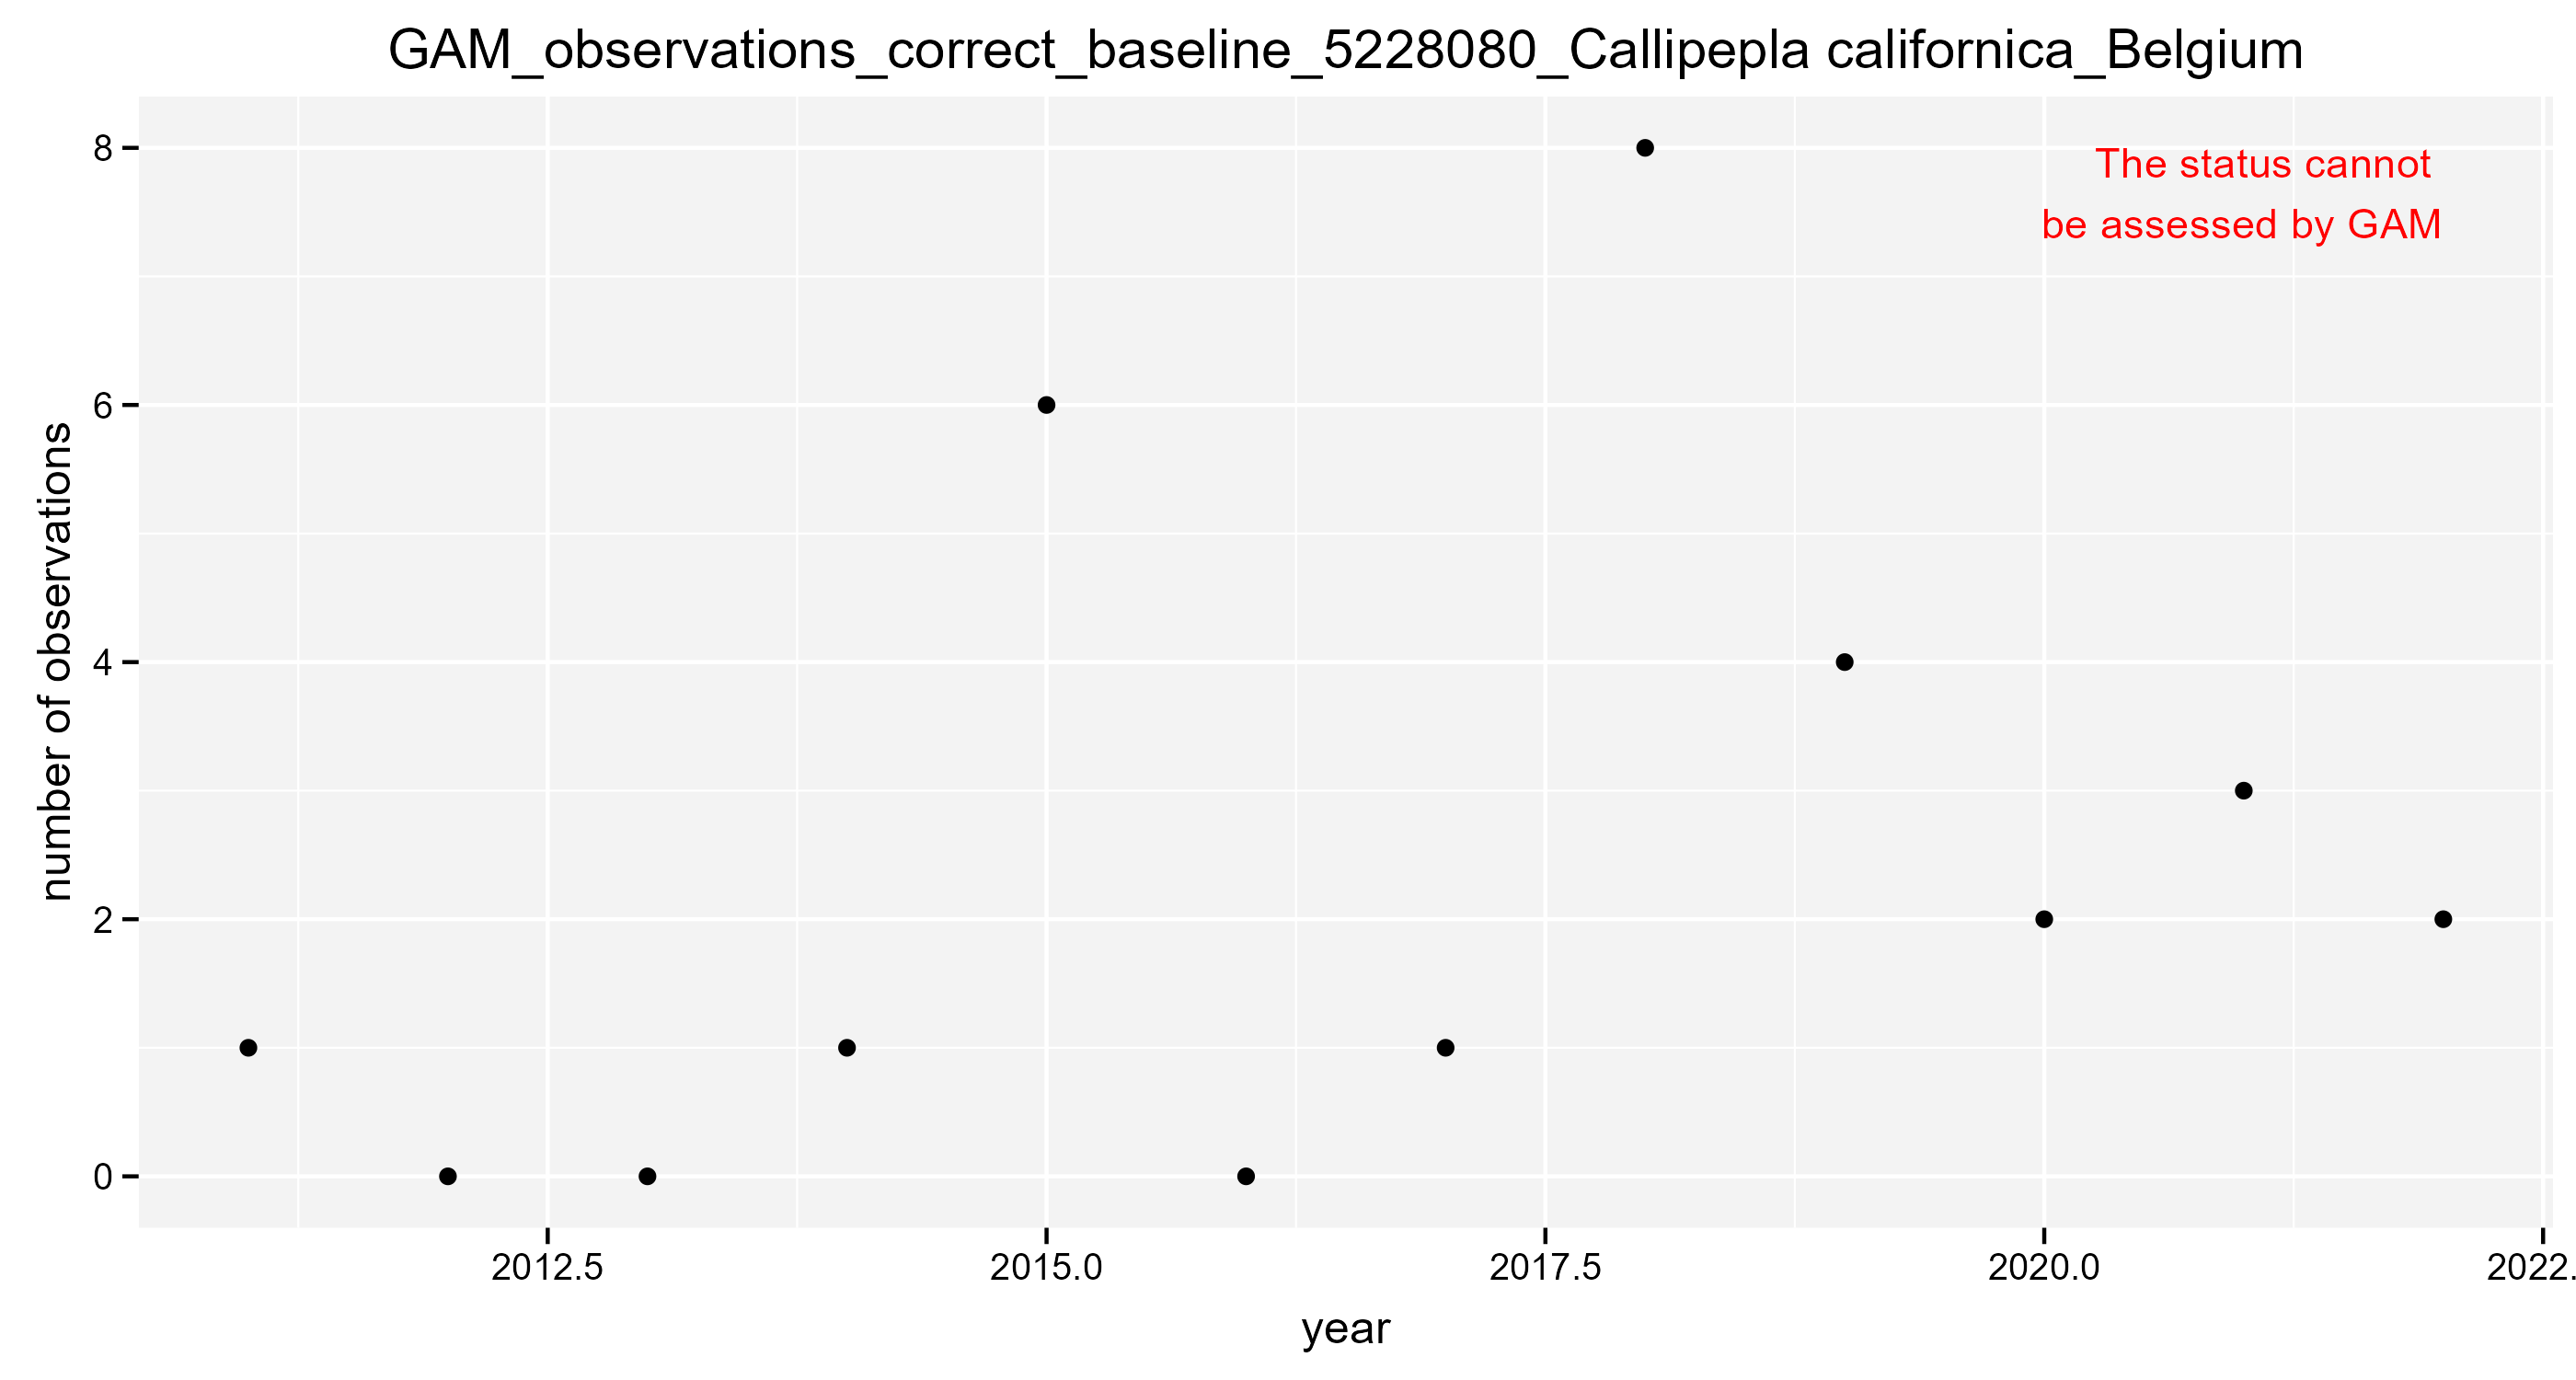 GAM_observations_correct_baseline_5228080_Callipepla californica_Belgium
The status cannot
be assessed by GAM
number of observations
8
6
4
2
0
2012.5
2015.0
2017.5
2020.0
2022.
year